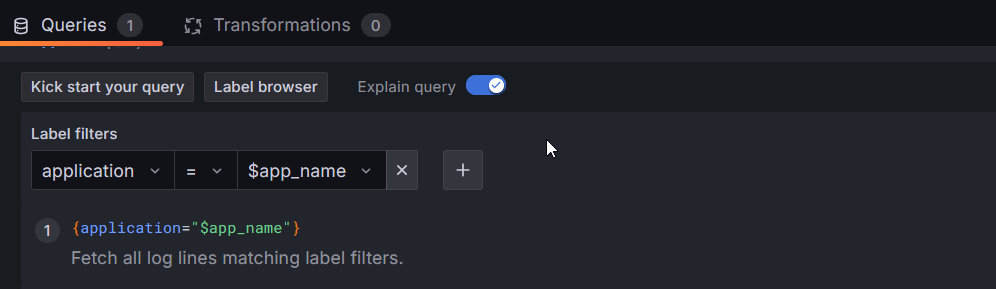 Queries 1 Transformations 0
Kick start your query Label browser Explain query
Label filters
application = $app_name
1 {application="$app_name"}
Fetch all log lines matching label filters.